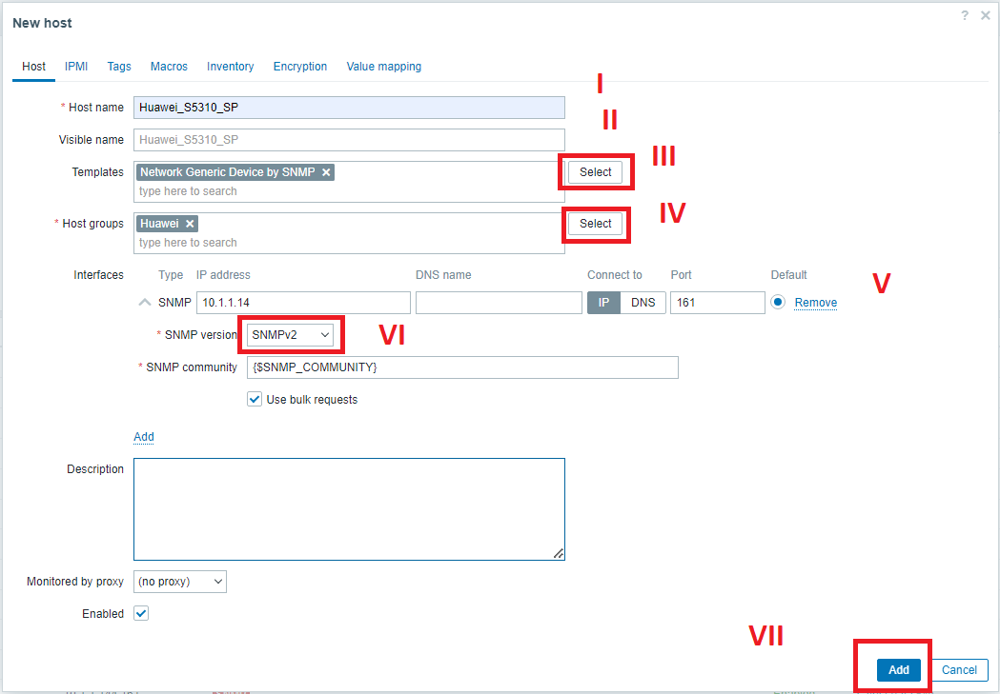 New host
? ×
Host IPMI Tags Macros Inventory Encryption Value mapping
I
* Host name Huawei_S5310_SP
II
Visible name Huawei_S5310_SP
III
Templates Network Generic Device by SNMP × Select
type here to search
IV
* Host groups Huawei × Select
type here to search
Interfaces Type IP address DNS name Connect to Port Default
V
SNMP 10.1.1.14 IP DNS 161 Remove
* SNMP version SNMPv2 VI
* SNMP community {$SNMP_COMMUNITY}
Use bulk requests
Add
Description
Monitored by proxy (no proxy)
Enabled
VII
Add Cancel